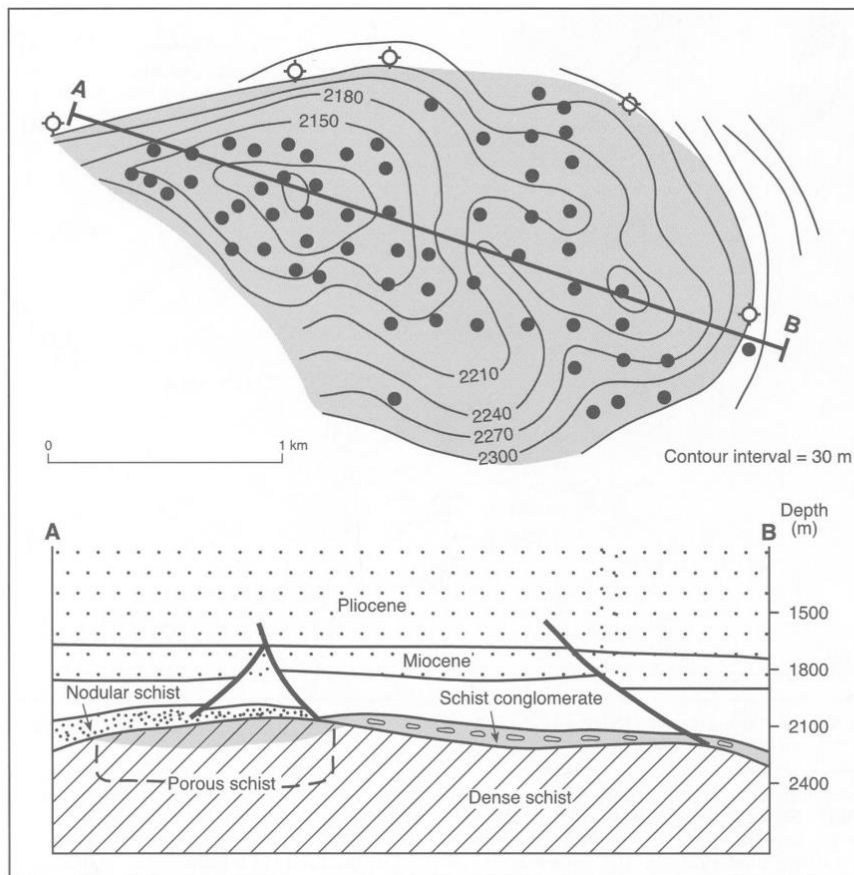 A
2180
2150
B
2210
2240
2270
2300
0
1 km
Contour interval = 30 m
A
B
Depth
(m)
Pliocene
1500
Miocene
1800
Nodular schist
Schist conglomerate
2100
Porous schist
2400
Dense schist